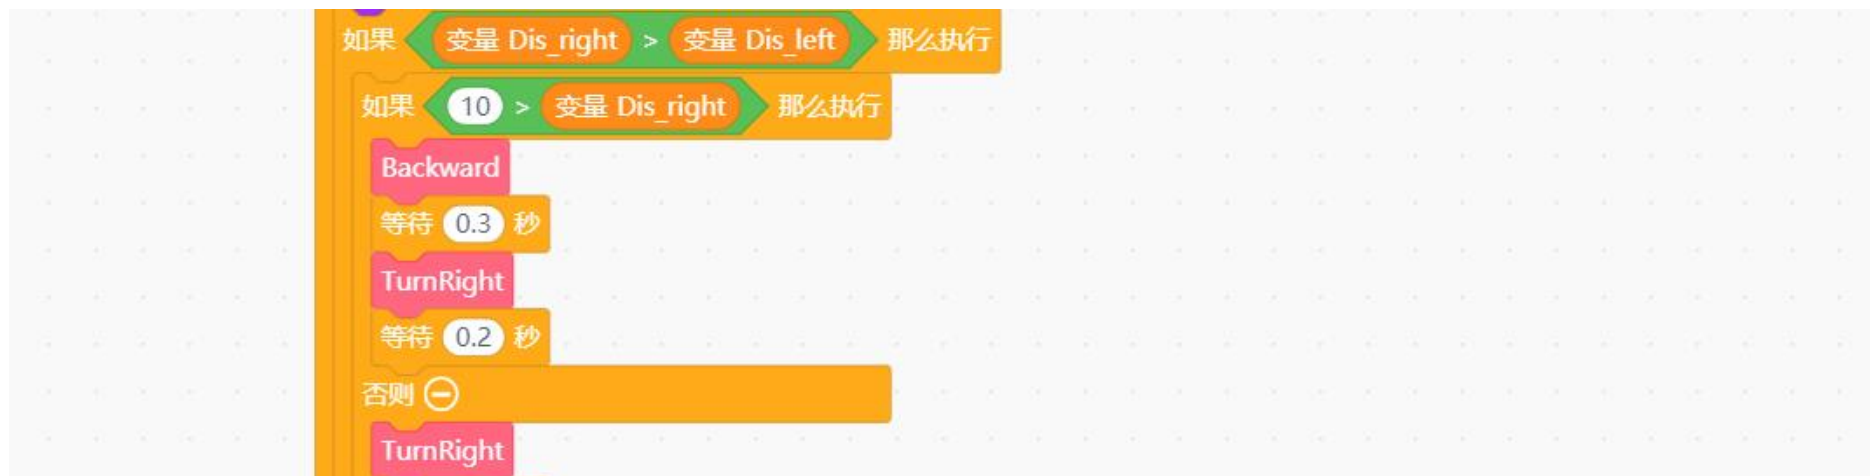 如果 变量 Dis_right > 变量 Dis_left 那么执行
如果 10 > 变量 Dis_right 那么执行
Backward
等待 0.3 秒
TurnRight
等待 0.2 秒
否则
TurnRight